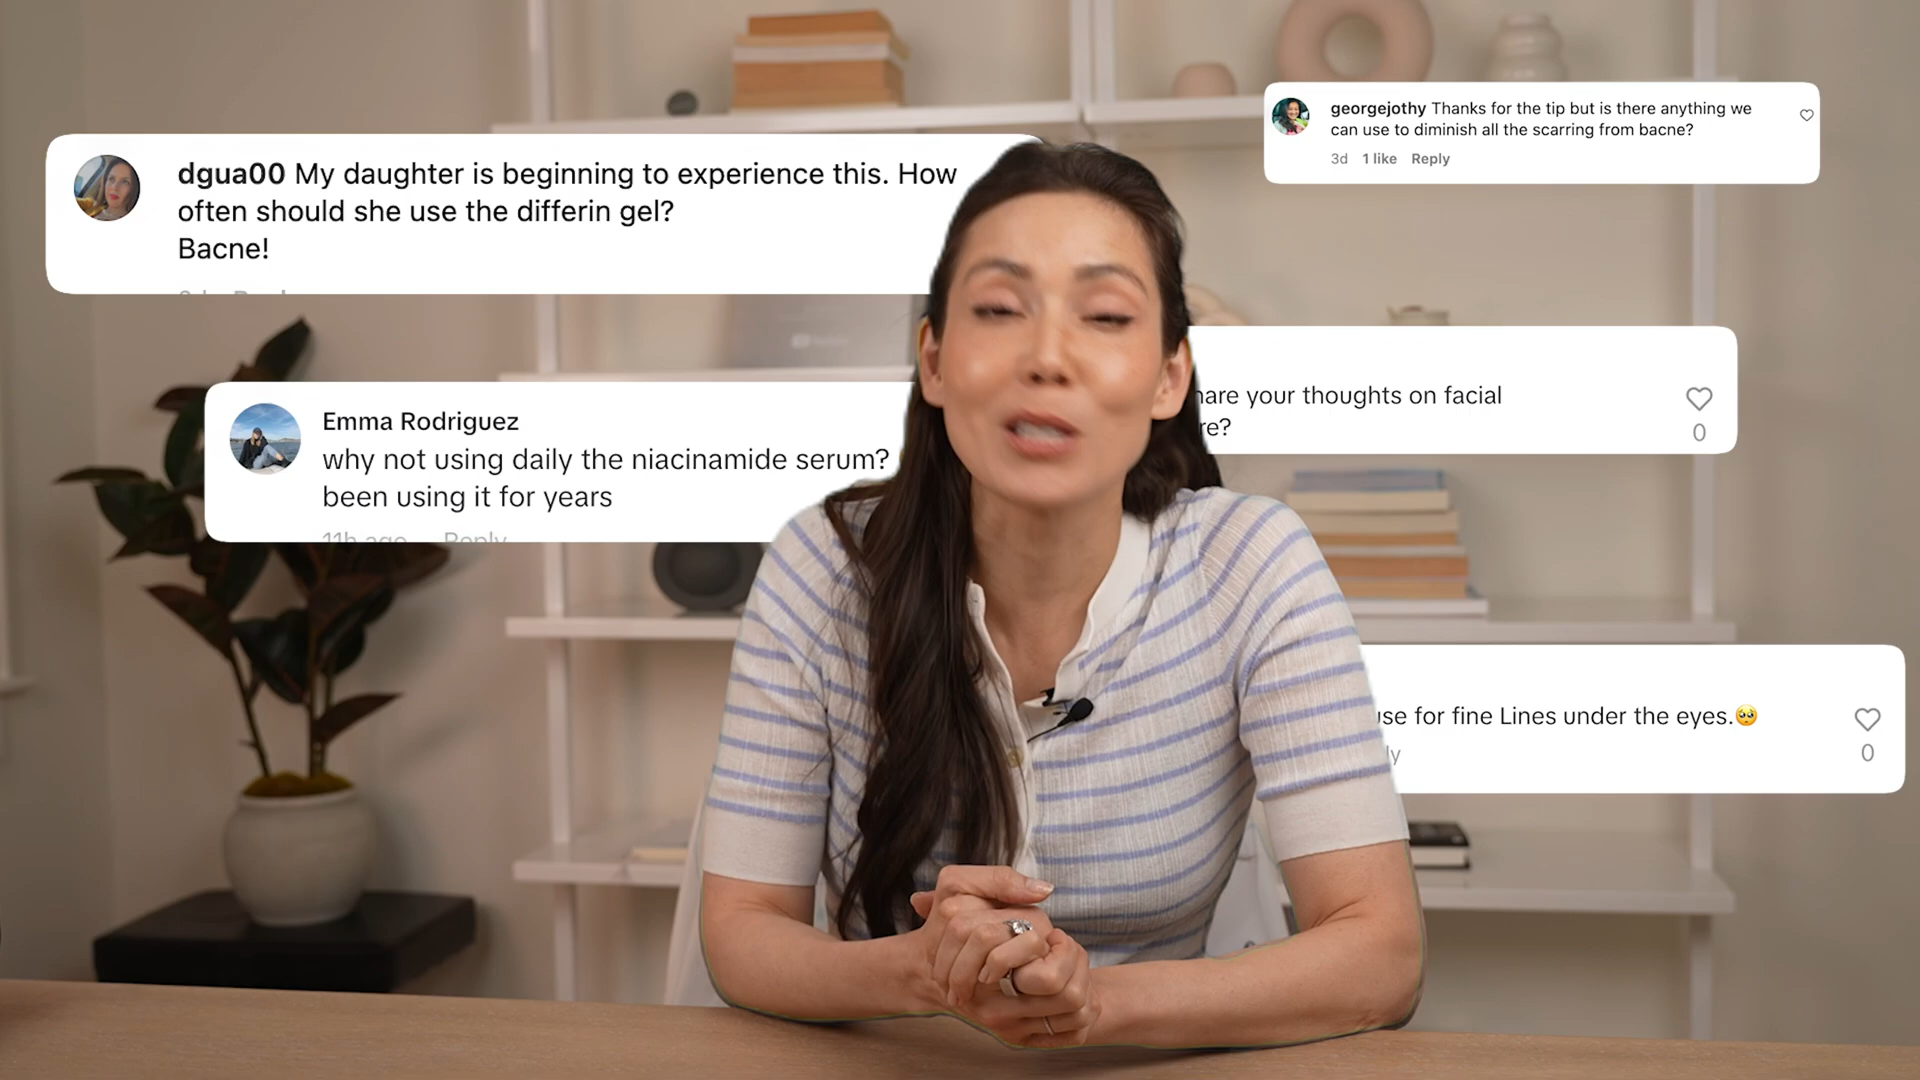 georgejothy Thanks for the tip but is there anything we
can use to diminish all the scarring from bacne?
3d 1 like Reply
dgua00 My daughter is beginning to experience this. How
often should she use the differin gel?
Bacne!
your thoughts on facial
0
Emma Rodriguez
why not using daily the niacinamide serum?
been using it for years
11h ago Reply
for fine Lines under the eyes.🥺
0